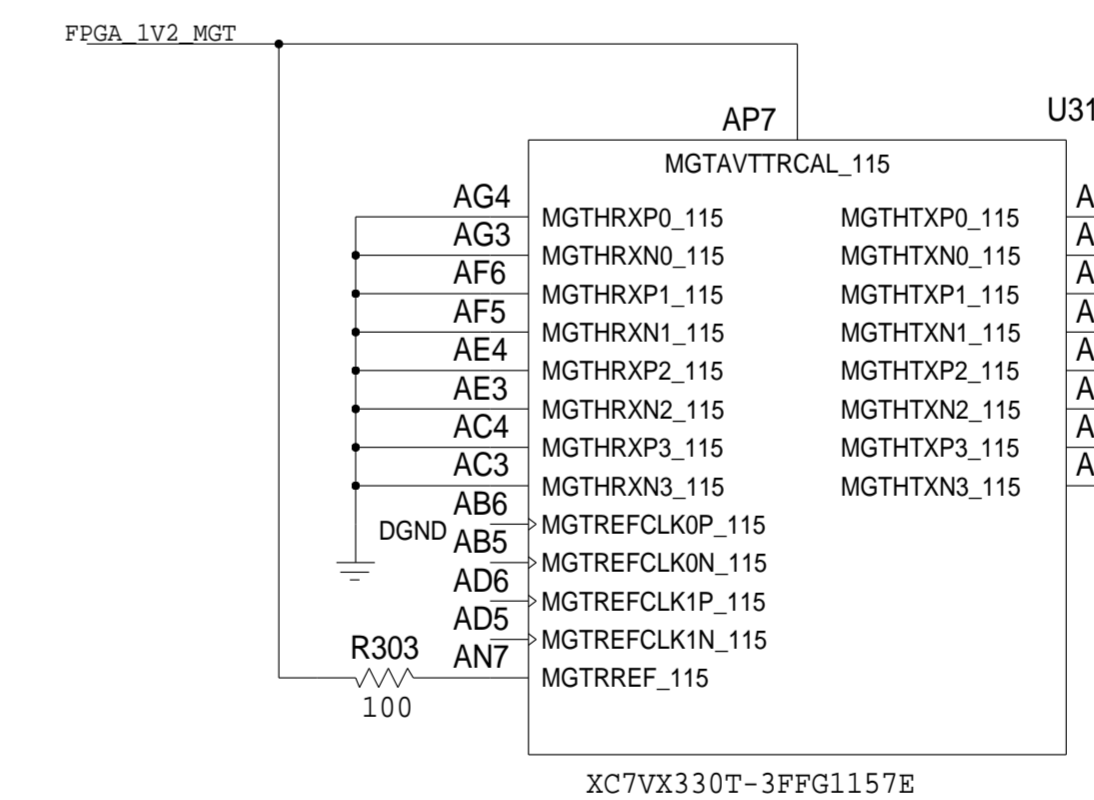 FPGA_1V2_MGT
AP7
U31
MGTAVTTRCAL_115
AG4 MGTHRXP0_115 MGTHTXP0_115 A
AG3 MGTHRXN0_115 MGTHTXN0_115 A
AF6 MGTHRXP1_115 MGTHTXP1_115 A
AF5 MGTHRXN1_115 MGTHTXN1_115 A
AE4 MGTHRXP2_115 MGTHTXP2_115 A
AE3 MGTHRXN2_115 MGTHTXN2_115 A
AC4 MGTHRXP3_115 MGTHTXP3_115 A
AC3 MGTHRXN3_115 MGTHTXN3_115 A
AB6 MGTREFCLK0P_115
DGND
AB5 MGTREFCLK0N_115
AD6 MGTREFCLK1P_115
AD5 MGTREFCLK1N_115
R303
AN7 MGTRREF_115
100
XC7VX330T-3FFG1157E